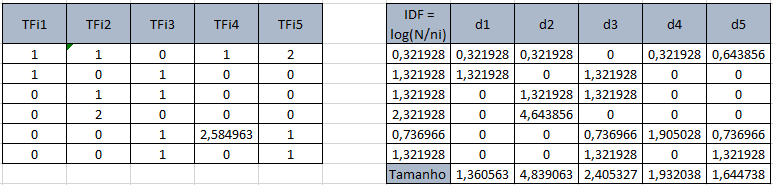 TFi1 TFi2 TFi3 TFi4 TFi5 IDF = log(N/ni) d1 d2 d3 d4 d5
1 1 0 1 2 0,321928 0,321928 0,321928 0 0,321928 0,643856
1 0 1 0 0 1,321928 1,321928 0 1,321928 0 0
0 1 1 0 0 1,321928 0 1,321928 1,321928 0 0
0 2 0 0 0 2,321928 0 4,643856 0 0 0
0 0 1 2,584963 1 0,736966 0 0 0,736966 1,905028 0,736966
0 0 1 0 1 1,321928 0 0 1,321928 0 1,321928
Tamanho 1,360563 4,839063 2,405327 1,932038 1,644738